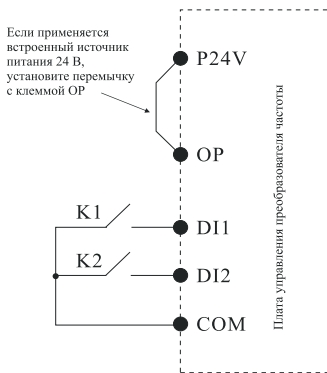 Если применяется
встроенный источник
питания 24 В,
установите перемычку
с клеммой ОР
P24V
OP
K1
DI1
K2
DI2
COM
Плата управления преобразователя частоты